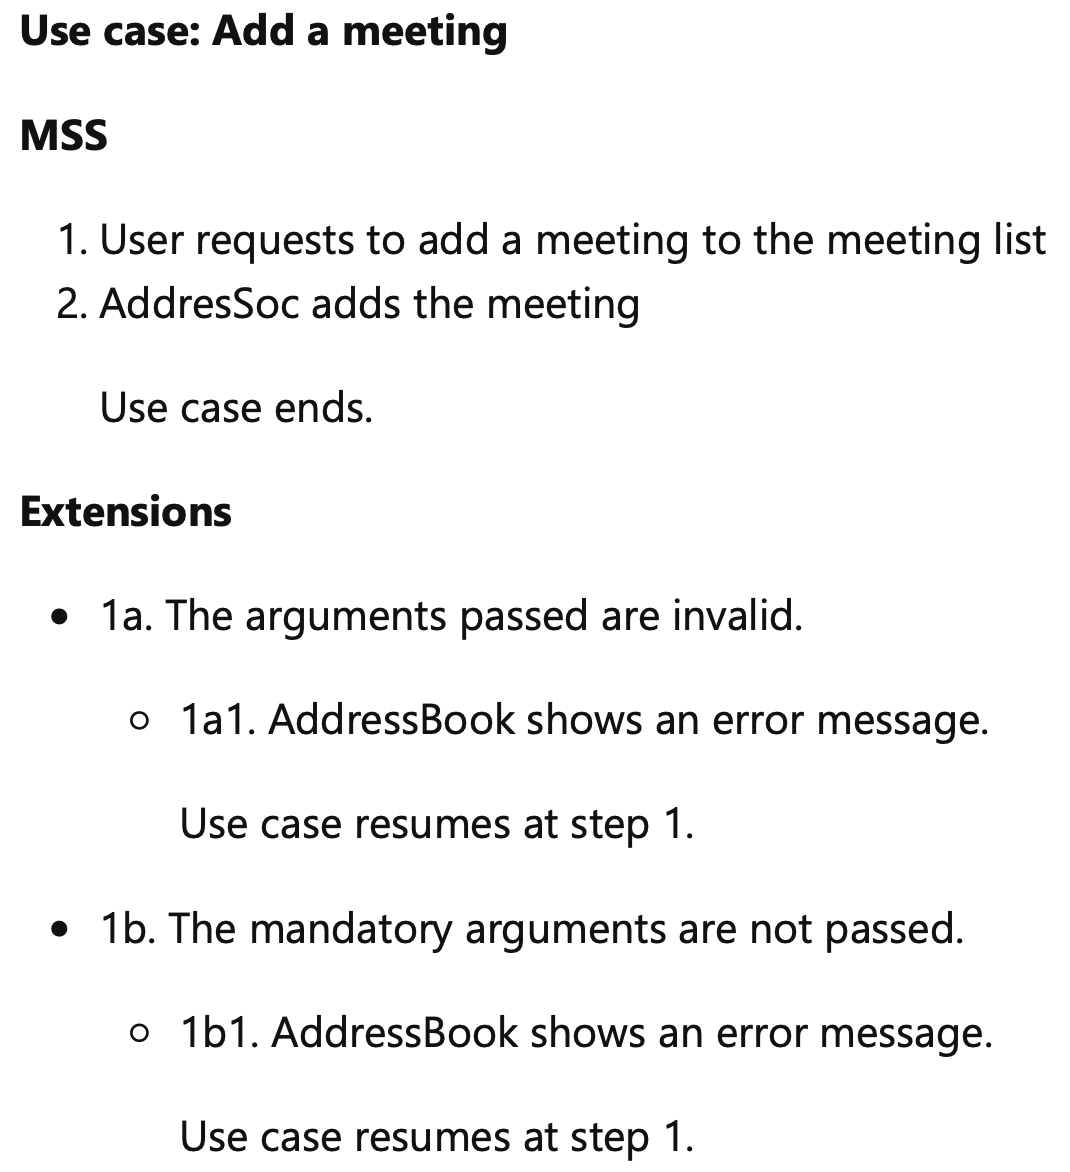 Use case: Add a meeting
MSS
1. User requests to add a meeting to the meeting list
2. AddresSoc adds the meeting
Use case ends.
Extensions
• 1a. The arguments passed are invalid.
○ 1a1. AddressBook shows an error message.
Use case resumes at step 1.
• 1b. The mandatory arguments are not passed.
○ 1b1. AddressBook shows an error message.
Use case resumes at step 1.